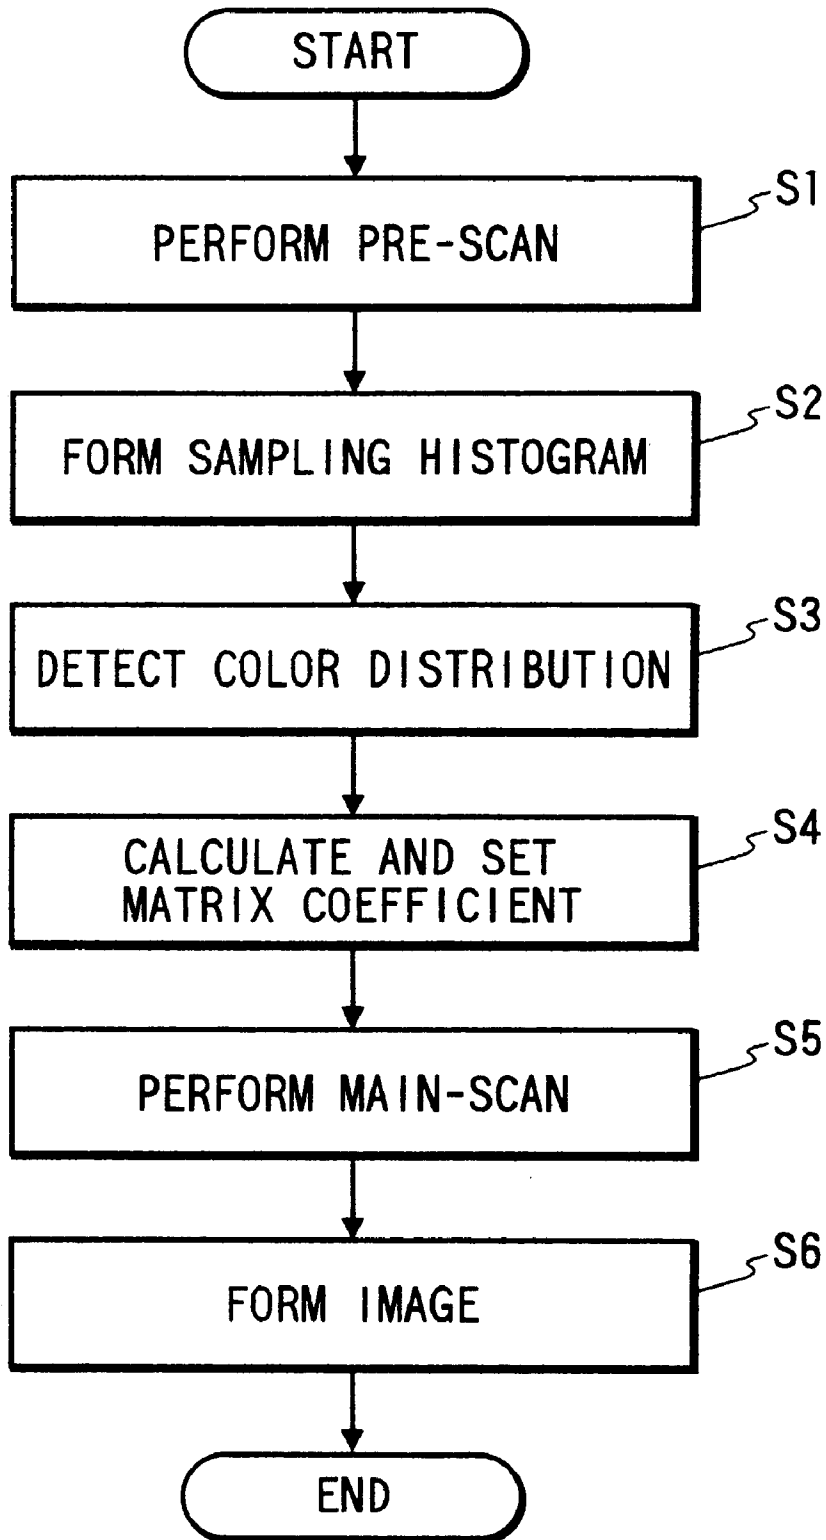 START
S1
PERFORM PRE-SCAN
S2
FORM SAMPLING HISTOGRAM
S3
DETECT COLOR DISTRIBUTION
S4
CALCULATE AND SET
MATRIX COEFFICIENT
S5
PERFORM MAIN-SCAN
S6
FORM IMAGE
END